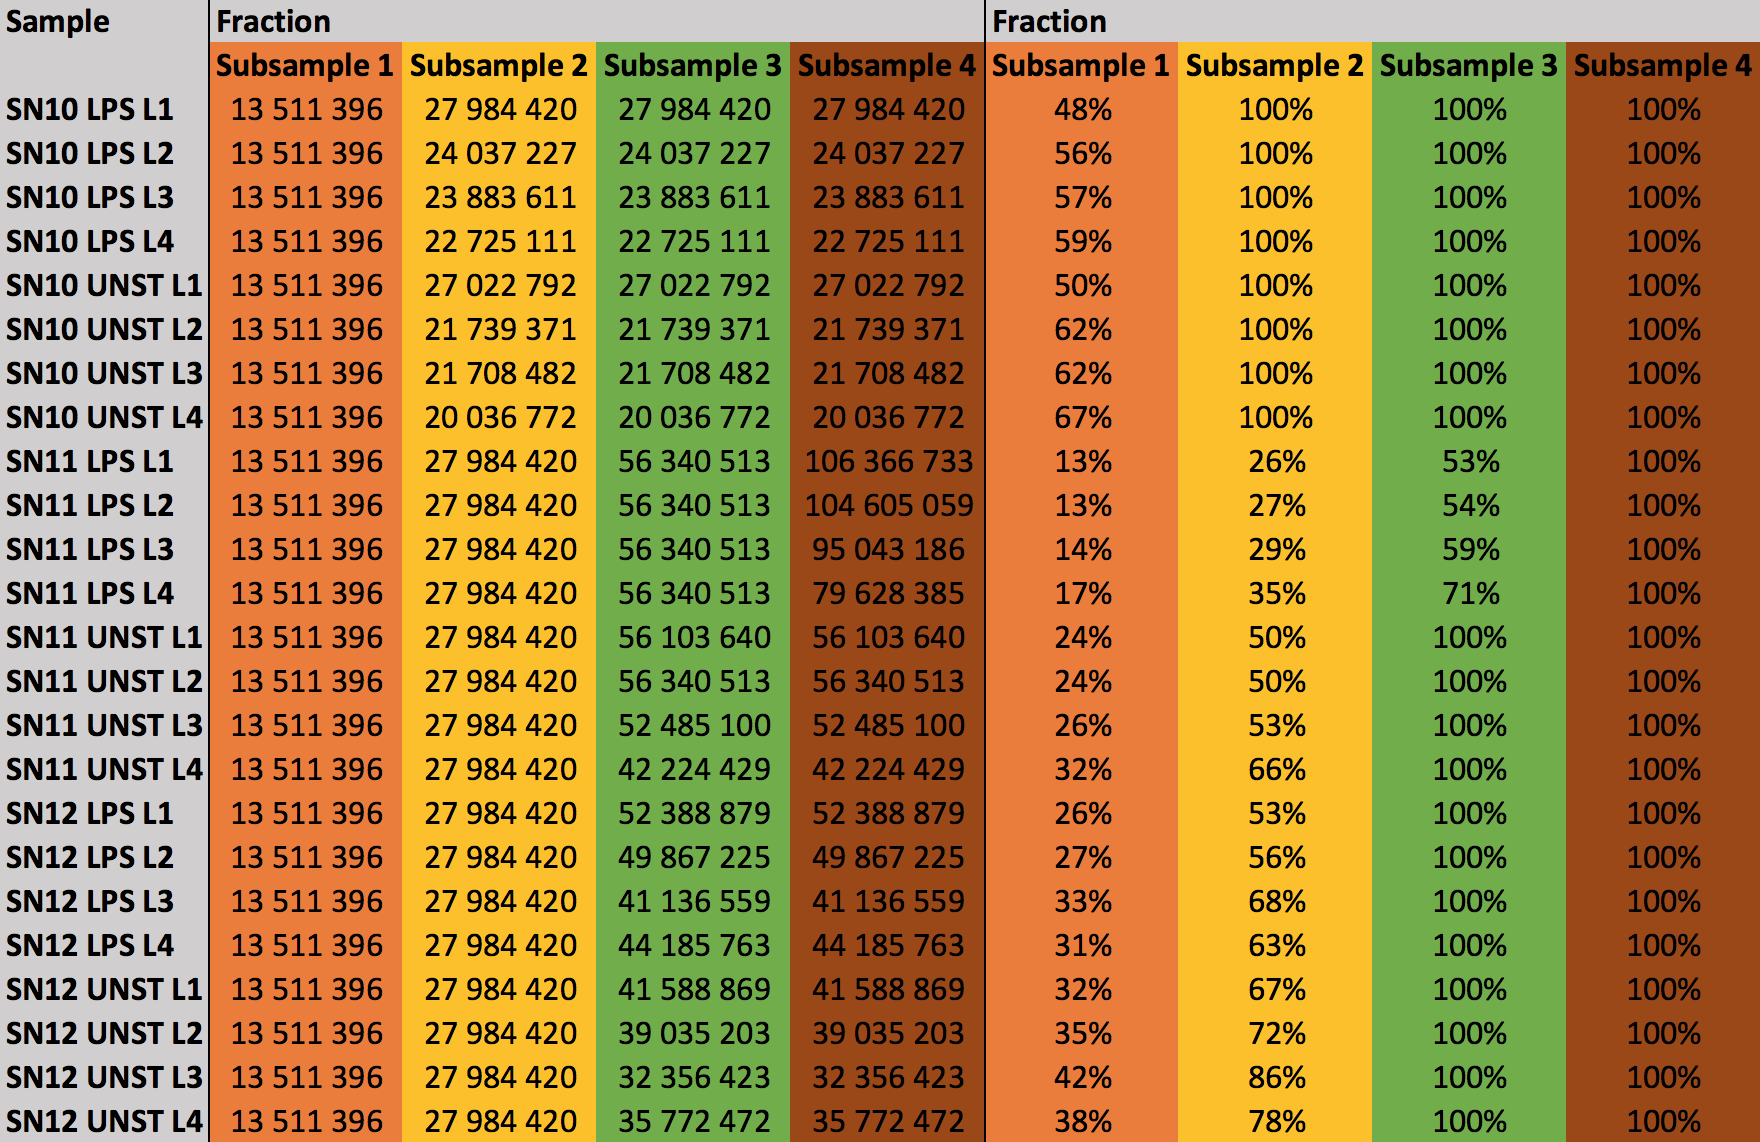 Sample Fraction Fraction
Subsample 1 Subsample 2 Subsample 3 Subsample 4 Subsample 1 Subsample 2 Subsample 3 Subsample 4
SN10 LPS L1 13 511 396 27 984 420 27 984 420 27 984 420 48% 100% 100% 100%
SN10 LPS L2 13 511 396 24 037 227 24 037 227 24 037 227 56% 100% 100% 100%
SN10 LPS L3 13 511 396 23 883 611 23 883 611 23 883 611 57% 100% 100% 100%
SN10 LPS L4 13 511 396 22 725 111 22 725 111 22 725 111 59% 100% 100% 100%
SN10 UNST L1 13 511 396 27 022 792 27 022 792 27 022 792 50% 100% 100% 100%
SN10 UNST L2 13 511 396 21 739 371 21 739 371 21 739 371 62% 100% 100% 100%
SN10 UNST L3 13 511 396 21 708 482 21 708 482 21 708 482 62% 100% 100% 100%
SN10 UNST L4 13 511 396 20 036 772 20 036 772 20 036 772 67% 100% 100% 100%
SN11 LPS L1 13 511 396 27 984 420 56 340 513 106 366 733 13% 26% 53% 100%
SN11 LPS L2 13 511 396 27 984 420 56 340 513 104 605 059 13% 27% 54% 100%
SN11 LPS L3 13 511 396 27 984 420 56 340 513 95 043 186 14% 29% 59% 100%
SN11 LPS L4 13 511 396 27 984 420 56 340 513 79 628 385 17% 35% 71% 100%
SN11 UNST L1 13 511 396 27 984 420 56 103 640 56 103 640 24% 50% 100% 100%
SN11 UNST L2 13 511 396 27 984 420 56 340 513 56 340 513 24% 50% 100% 100%
SN11 UNST L3 13 511 396 27 984 420 52 485 100 52 485 100 26% 53% 100% 100%
SN11 UNST L4 13 511 396 27 984 420 42 224 429 42 224 429 32% 66% 100% 100%
SN12 LPS L1 13 511 396 27 984 420 52 388 879 52 388 879 26% 53% 100% 100%
SN12 LPS L2 13 511 396 27 984 420 49 867 225 49 867 225 27% 56% 100% 100%
SN12 LPS L3 13 511 396 27 984 420 41 136 559 41 136 559 33% 68% 100% 100%
SN12 LPS L4 13 511 396 27 984 420 44 185 763 44 185 763 31% 63% 100% 100%
SN12 UNST L1 13 511 396 27 984 420 41 588 869 41 588 869 32% 67% 100% 100%
SN12 UNST L2 13 511 396 27 984 420 39 035 203 39 035 203 35% 72% 100% 100%
SN12 UNST L3 13 511 396 27 984 420 32 356 423 32 356 423 42% 86% 100% 100%
SN12 UNST L4 13 511 396 27 984 420 35 772 472 35 772 472 38% 78% 100% 100%